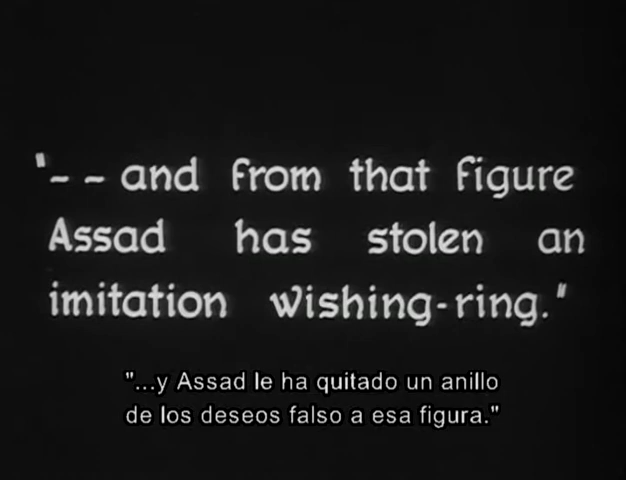 "-- and from that figure
Assad has stolen an
imitation wishing-ring."
"...y Assad le ha quitado un anillo
de los deseos falso a esa figura."